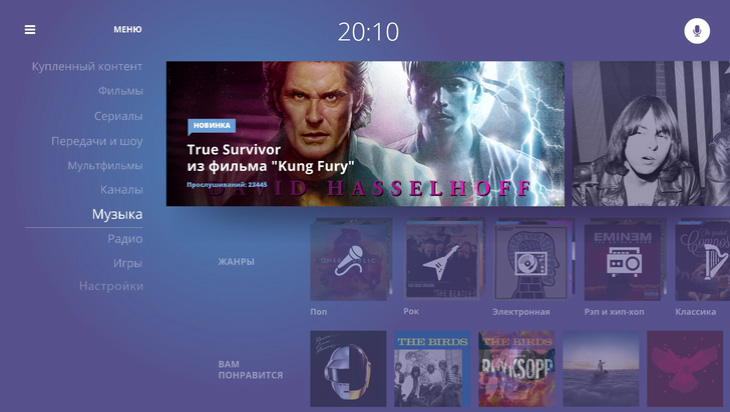 МЕНЮ
20:10
Купленный контент
Фильмы
Сериалы
Передачи и шоу
Мультфильмы
Каналы
Музыка
Радио
Игры
Настройки
НОВИНКА
True Survivor
из фильма "Kung Fury"
Прослушиваний: 23445
DAVID HASSELHOFF
ЖАНРЫ
THE BEATLES
EMINEM
Поп
Рок
Электронная
Рэп и хип-хоп
Классика
ВАМ
ПОНРАВИТСЯ
THE BIRDS
THE BIRDS
RÖYKSOPP